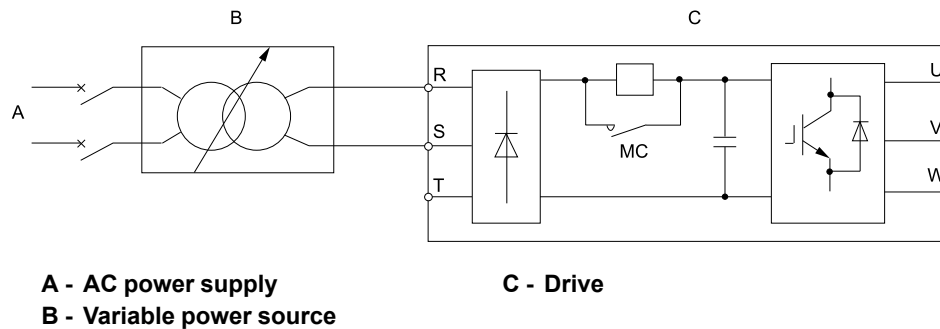 B
C
A
R
S
T
MC
U
V
W
A - AC power supply
C - Drive
B - Variable power source